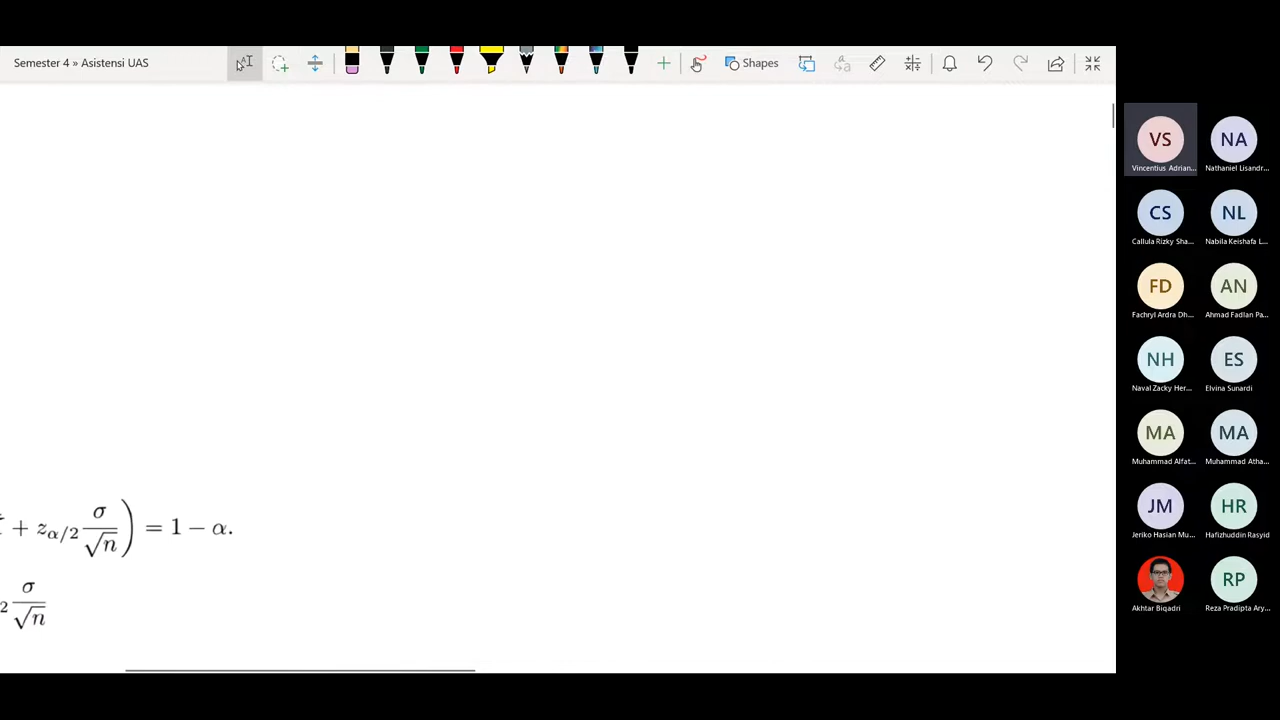 Semester 4 » Asistensi UAS
Shapes
VS
NA
Vincentius Adrian...
Nathaniel Lisandr...
CS
NL
Callula Rizky Sha...
Nabila Keishafa L...
FD
AN
Fachryl Ardra Dh...
Ahmad Fadlan Pa...
NH
ES
Naval Zacky Her...
Elvina Sunardi
MA
MA
Muhammad Alfat...
Muhammad Atha...
JM
HR
Jeriko Hasian Mu...
Hafizhuddin Rasyid
RP
Akhtar Biqadri
Reza Pradipta Ary...
+ z_{α/2} σ/√n) = 1 − α.
2 σ/√n